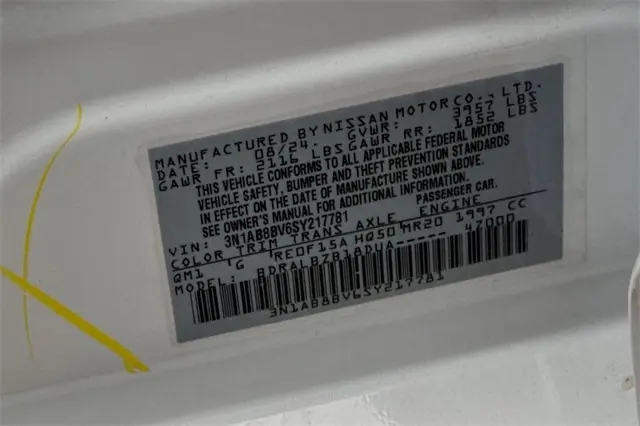 MANUFACTURED BY NISSAN MOTOR CO., LTD.
DATE: 08/24. GVWR: 3957 LBS
GAWR FR: 2116 LBS GAWR RR: 1852 LBS
THIS VEHICLE CONFORMS TO ALL APPLICABLE FEDERAL MOTOR
VEHICLE SAFETY, BUMPER AND THEFT PREVENTION STANDARDS
IN EFFECT ON THE DATE OF MANUFACTURE SHOWN ABOVE.
SEE OWNER'S MANUAL FOR ADDITIONAL INFORMATION.
VIN: 3N1AB8BV6SY217781 PASSENGER CAR.
COLOR TRIM TRANS AXLE ENGINE
QM1 G RE0F15A HQ50 MR20 1997 CC
MODEL: BDRALBZB18DUA----- 47000
3N1AB8BV6SY217781